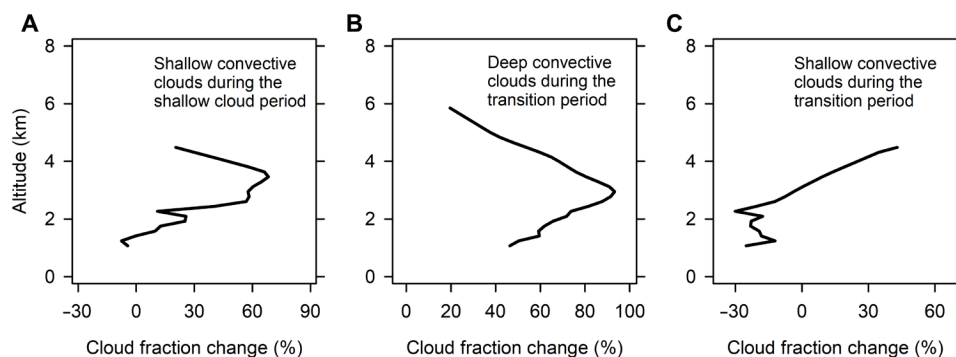 A
B
C
Shallow convective
clouds during the
shallow cloud period
Deep convective
clouds during the
transition period
Shallow convective
clouds during the
transition period
Altitude (km)
8
6
4
2
0
8
6
4
2
0
8
6
4
2
0
−30 0 30 60 90
0 20 40 60 80 100
−30 0 30 60
Cloud fraction change (%)
Cloud fraction change (%)
Cloud fraction change (%)